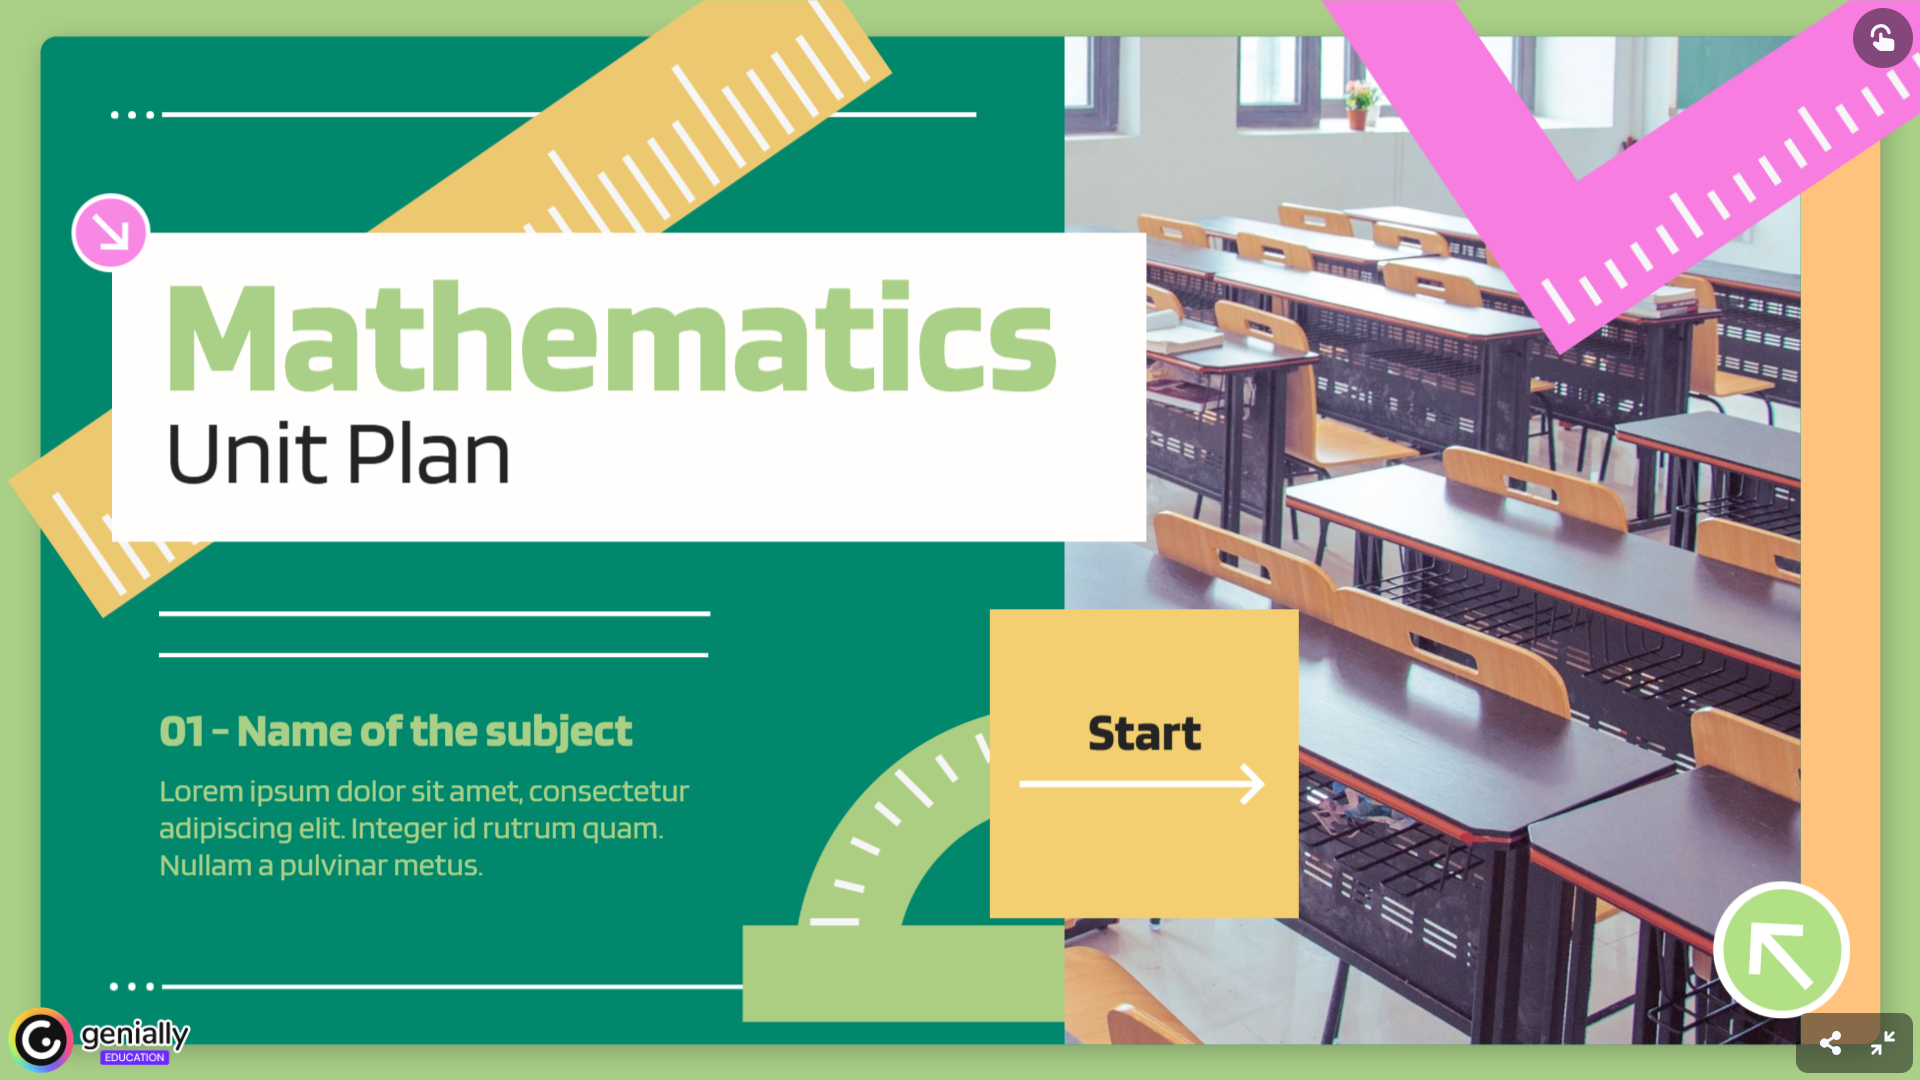 Mathematics
Unit Plan
01 - Name of the subject
Lorem ipsum dolor sit amet, consectetur
adipiscing elit. Integer id rutrum quam.
Nullam a pulvinar metus.
Start
genially
EDUCATION